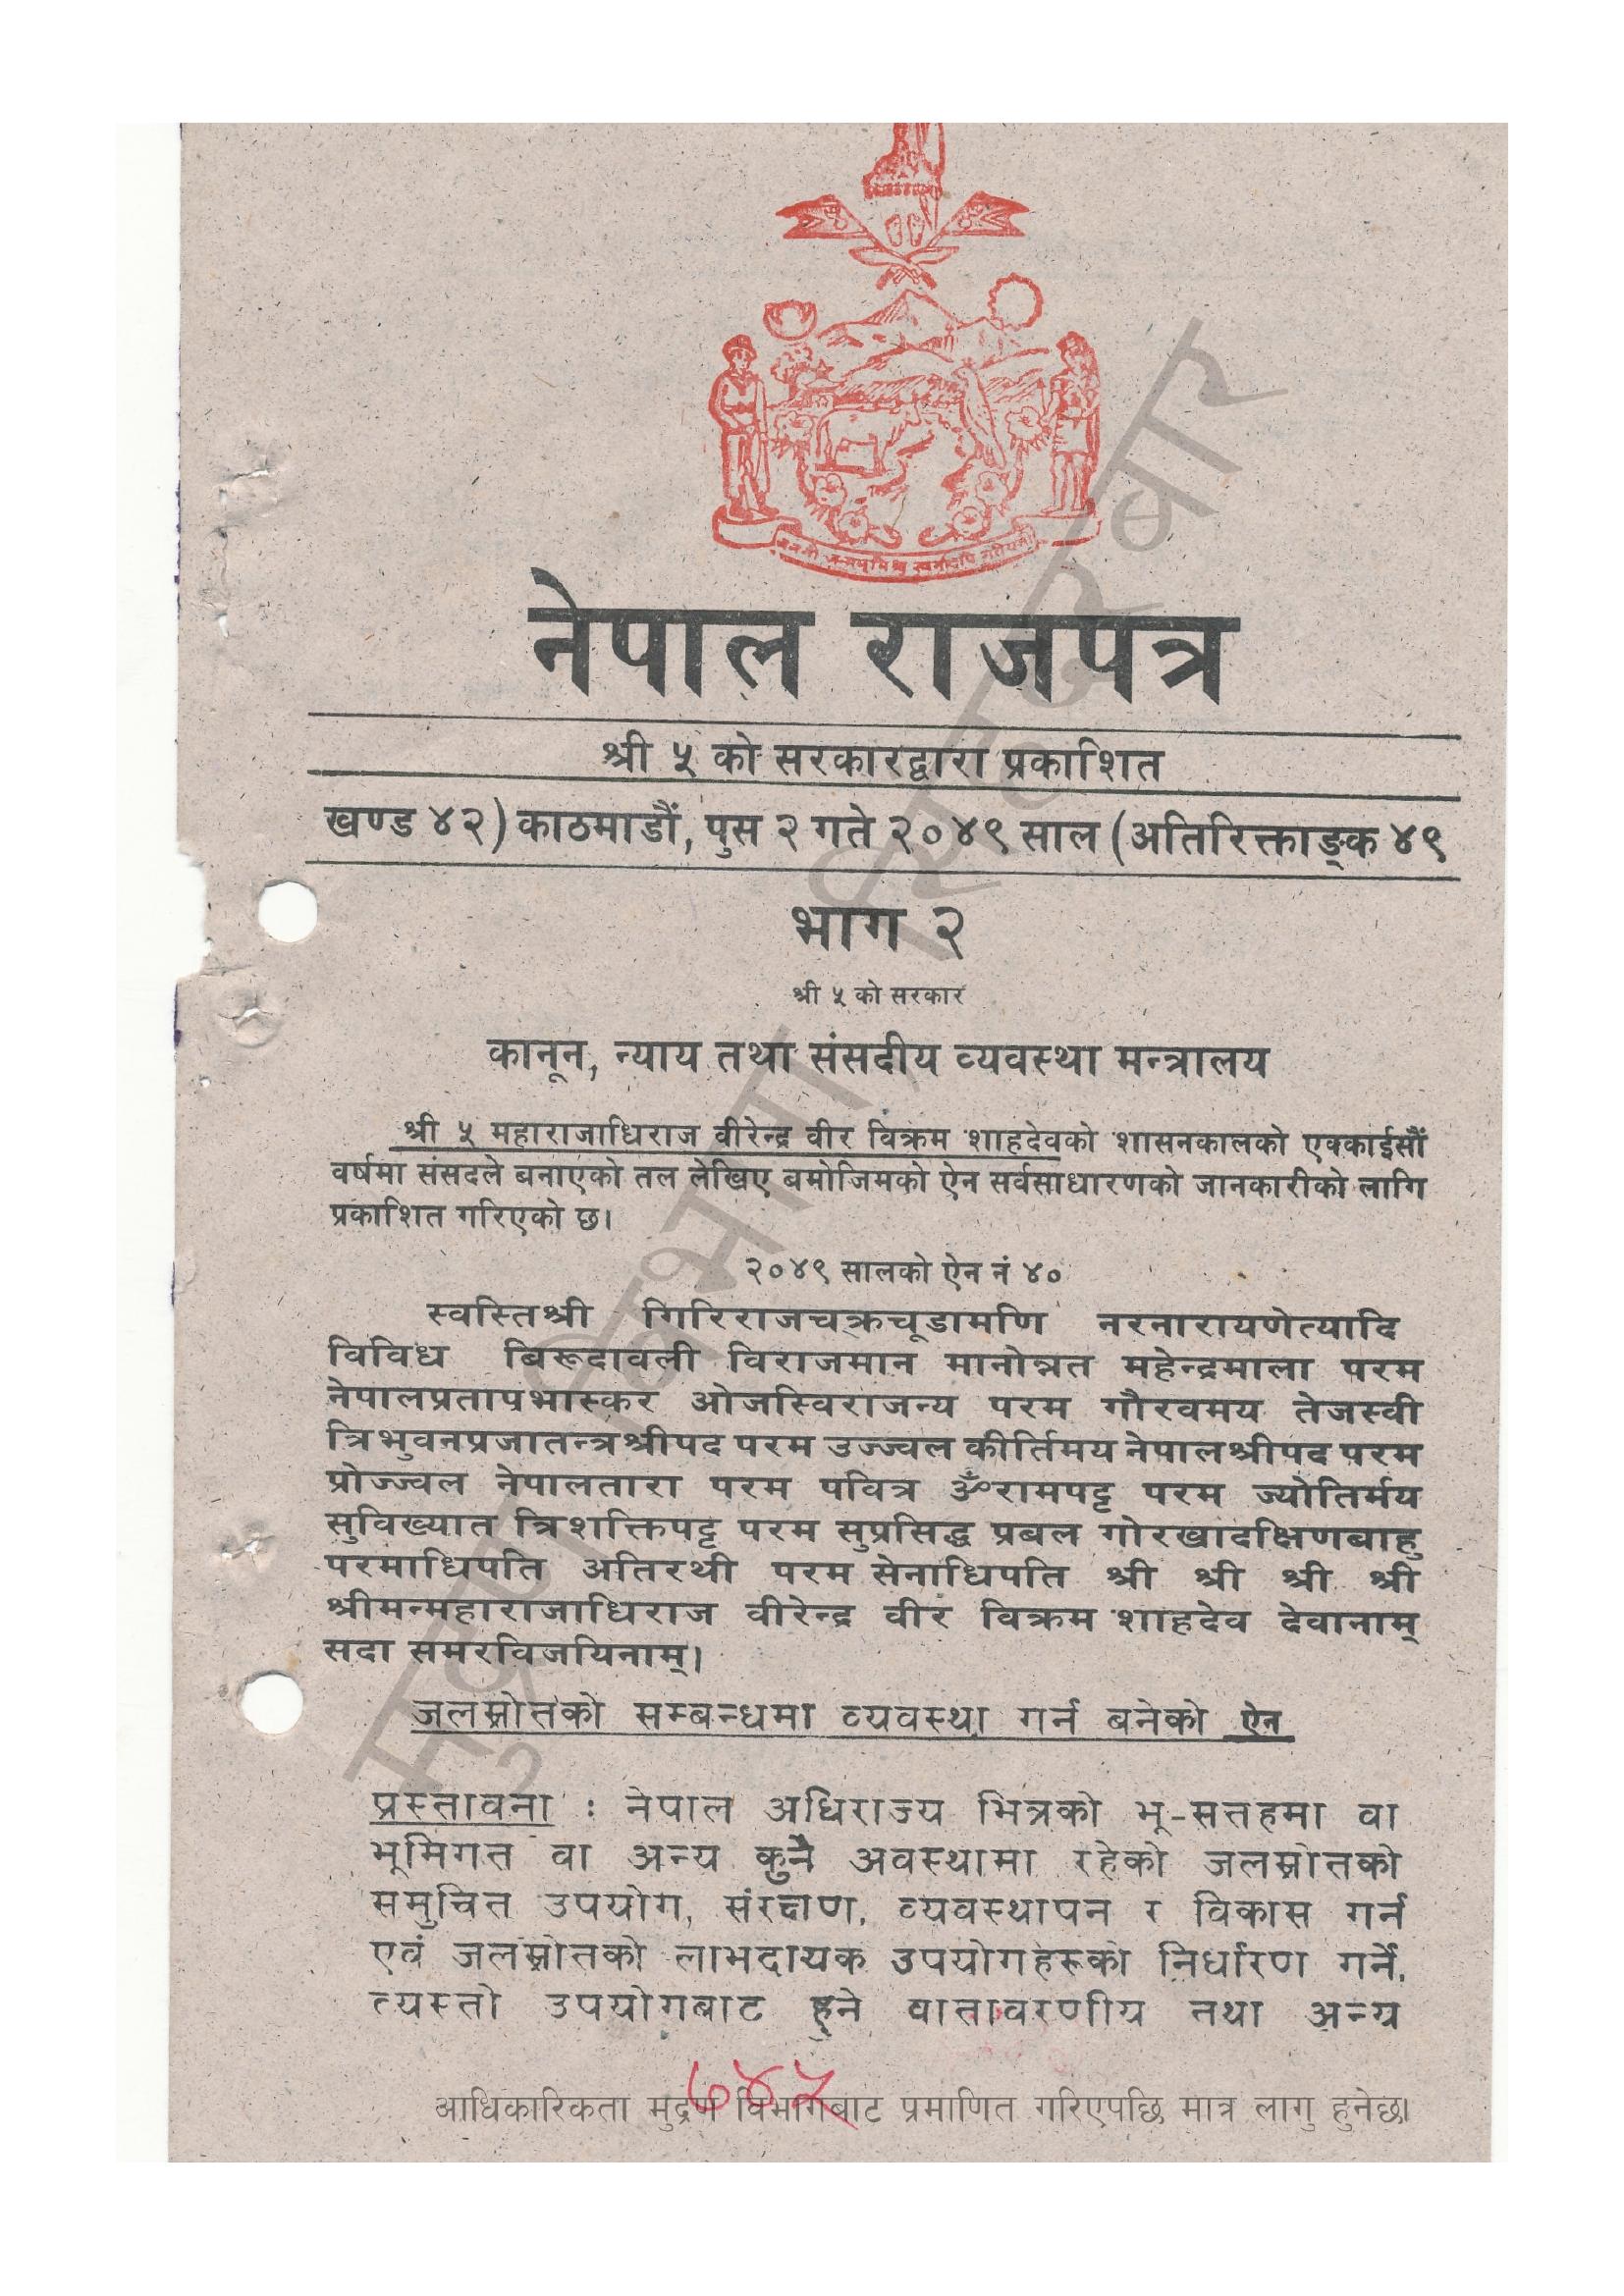 नेपाल राजपत्र
श्री ५ को सरकारद्वारा प्रकाशित
खण्ड ४२) काठमाडौं, पुस २ गते २०४९ साल (अतिरिक्ताङ्क ४९
भाग २
श्री ५ को सरकार
कानून, न्याय तथा संसदीय व्यवस्था मन्त्रालय
श्री ५ महाराजाधिराज वीरेन्द्र वीर विक्रम शाहदेवको शासनकालको एक्काईसौं
वर्षमा संसदले बनाएको तल लेखिए बमोजिमको ऐन सर्वसाधारणको जानकारीको लागि
प्रकाशित गरिएको छ।
२०४९ सालको ऐन नं ४०
स्वस्तिश्री गिरिराजचक्रचूडामणि नरनारायणेत्यादि
विविध बिरूदावली विराजमान मानोन्नत महेन्द्रमाला परम
नेपालप्रतापभास्कर ओजस्विराजन्य परम गौरवमय तेजस्वी
त्रिभुवनप्रजातन्त्रश्रीपद परम उज्ज्वल कीर्तिमय नेपालश्रीपद परम
प्रोज्ज्वल नेपालतारा परम पवित्र ॐरामपट्ट परम ज्योतिर्मय
सुविख्यात त्रिशक्तिपट्ट परम सुप्रसिद्ध प्रबल गोरखादक्षिणबाहु
परमाधिपति अतिरथी परम सेनाधिपति श्री श्री श्री श्री
श्रीमन्महाराजाधिराज वीरेन्द्र वीर विक्रम शाहदेव देवानाम्
सदा समरविजयिनाम्।
जलस्रोतको सम्बन्धमा व्यवस्था गर्न बनेको ऐन
प्रस्तावना : नेपाल अधिराज्य भित्रको भू-सतहमा वा
भूमिगत वा अन्य कुनै अवस्थामा रहेको जलस्रोतको
समुचित उपयोग, संरक्षण, व्यवस्थापन र विकास गर्न
एवं जलस्रोतको लाभदायक उपयोगहरूको निर्धारण गर्ने,
त्यस्तो उपयोगबाट हुने वातावरणीय तथा अन्य
७४५
आधिकारिकता मुद्रण विभागबाट प्रमाणित गरिएपछि मात्र लागु हुनेछ।
मुद्रण विभाग, सिंहदरबार